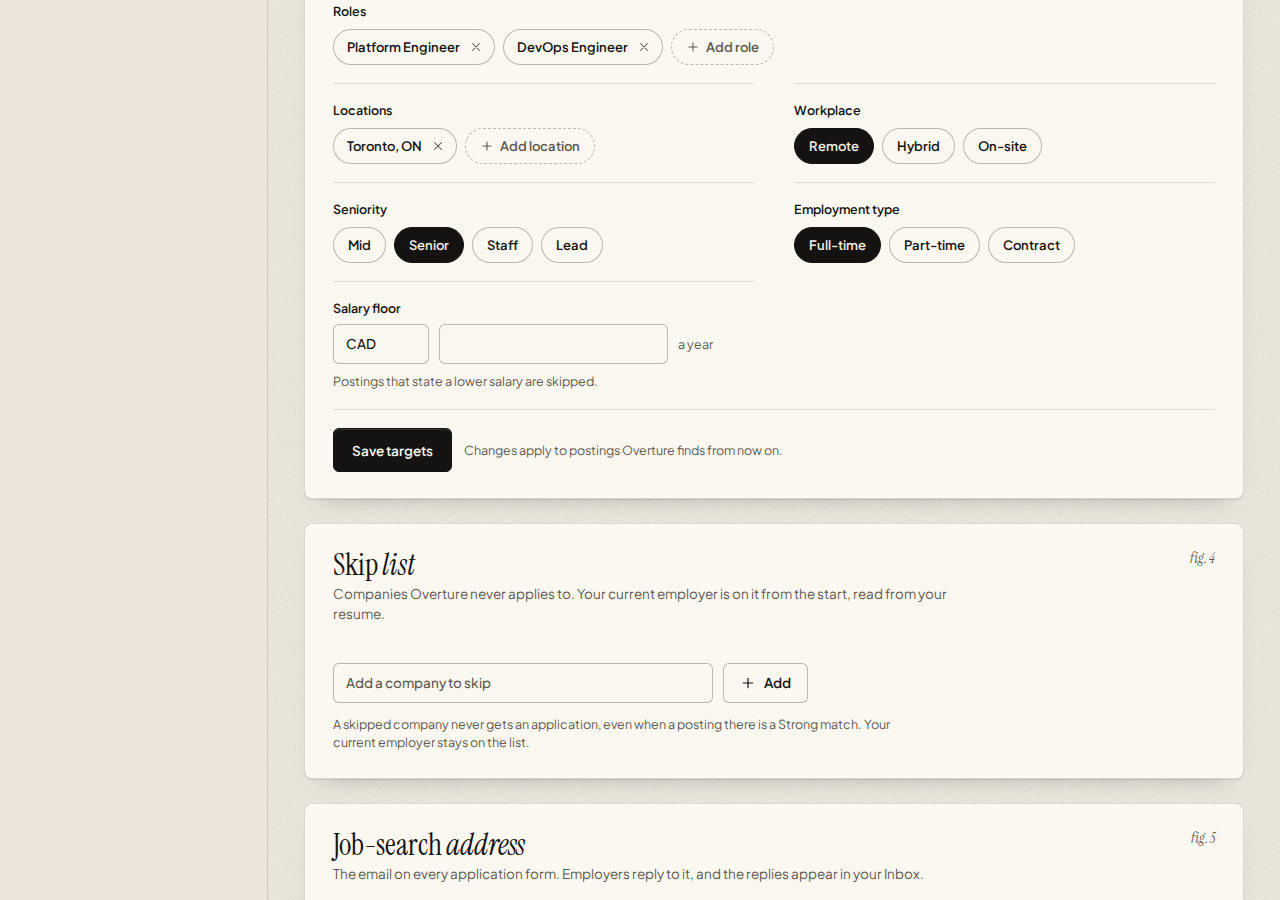 Roles
Platform Engineer
DevOps Engineer
Add role
Locations
Toronto, ON
Add location
Workplace
Remote
Hybrid
On-site
Seniority
Mid
Senior
Staff
Lead
Employment type
Full-time
Part-time
Contract
Salary floor
CAD
a year
Postings that state a lower salary are skipped.
Save targets
Changes apply to postings Overture finds from now on.
Skip list
fig. 4
Companies Overture never applies to. Your current employer is on it from the start, read from your
resume.
Add a company to skip
Add
A skipped company never gets an application, even when a posting there is a Strong match. Your
current employer stays on the list.
Job-search address
fig. 5
The email on every application form. Employers reply to it, and the replies appear in your Inbox.